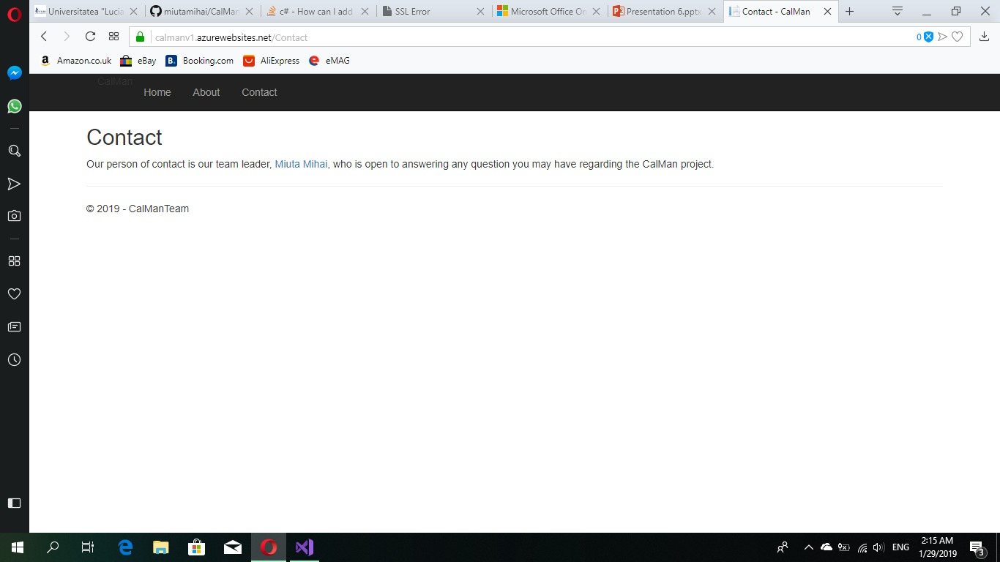 Universitatea "Lucia
miutamihai/CalMan
c# - How can I add
SSL Error
Microsoft Office On
Presentation 6.pptx
Contact - CalMan
calmanv1.azurewebsites.net/Contact
0
Amazon.co.uk
eBay
B.
Booking.com
AliExpress
eMAG
CalMan
Home
About
Contact
Contact
Our person of contact is our team leader, Miuta Mihai, who is open to answering any question you may have regarding the CalMan project.
© 2019 - CalManTeam
ENG
2:15 AM
1/29/2019
3